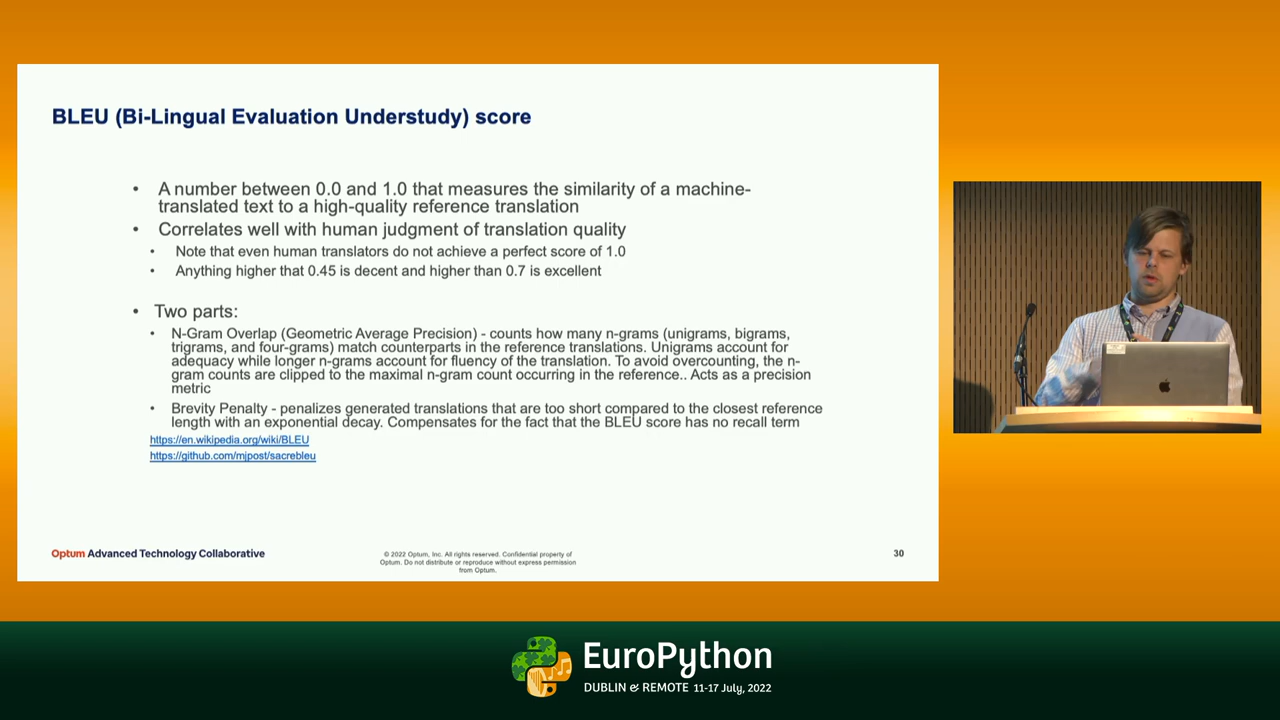 BLEU (Bi-Lingual Evaluation Understudy) score
• A number between 0.0 and 1.0 that measures the similarity of a machine-
translated text to a high-quality reference translation
• Correlates well with human judgment of translation quality
• Note that even human translators do not achieve a perfect score of 1.0
• Anything higher that 0.45 is decent and higher than 0.7 is excellent
• Two parts:
• N-Gram Overlap (Geometric Average Precision) - counts how many n-grams (unigrams, bigrams,
trigrams, and four-grams) match counterparts in the reference translations. Unigrams account for
adequacy while longer n-grams account for fluency of the translation. To avoid overcounting, the n-
gram counts are clipped to the maximal n-gram count occurring in the reference.. Acts as a precision
metric
• Brevity Penalty - penalizes generated translations that are too short compared to the closest reference
length with an exponential decay. Compensates for the fact that the BLEU score has no recall term
https://en.wikipedia.org/wiki/BLEU
https://github.com/mjpost/sacrebleu
Optum Advanced Technology Collaborative
© 2022 Optum, Inc. All rights reserved. Confidential property of
Optum. Do not distribute or reproduce without express permission
from Optum.
30
EuroPython
DUBLIN & REMOTE 11-17 July, 2022